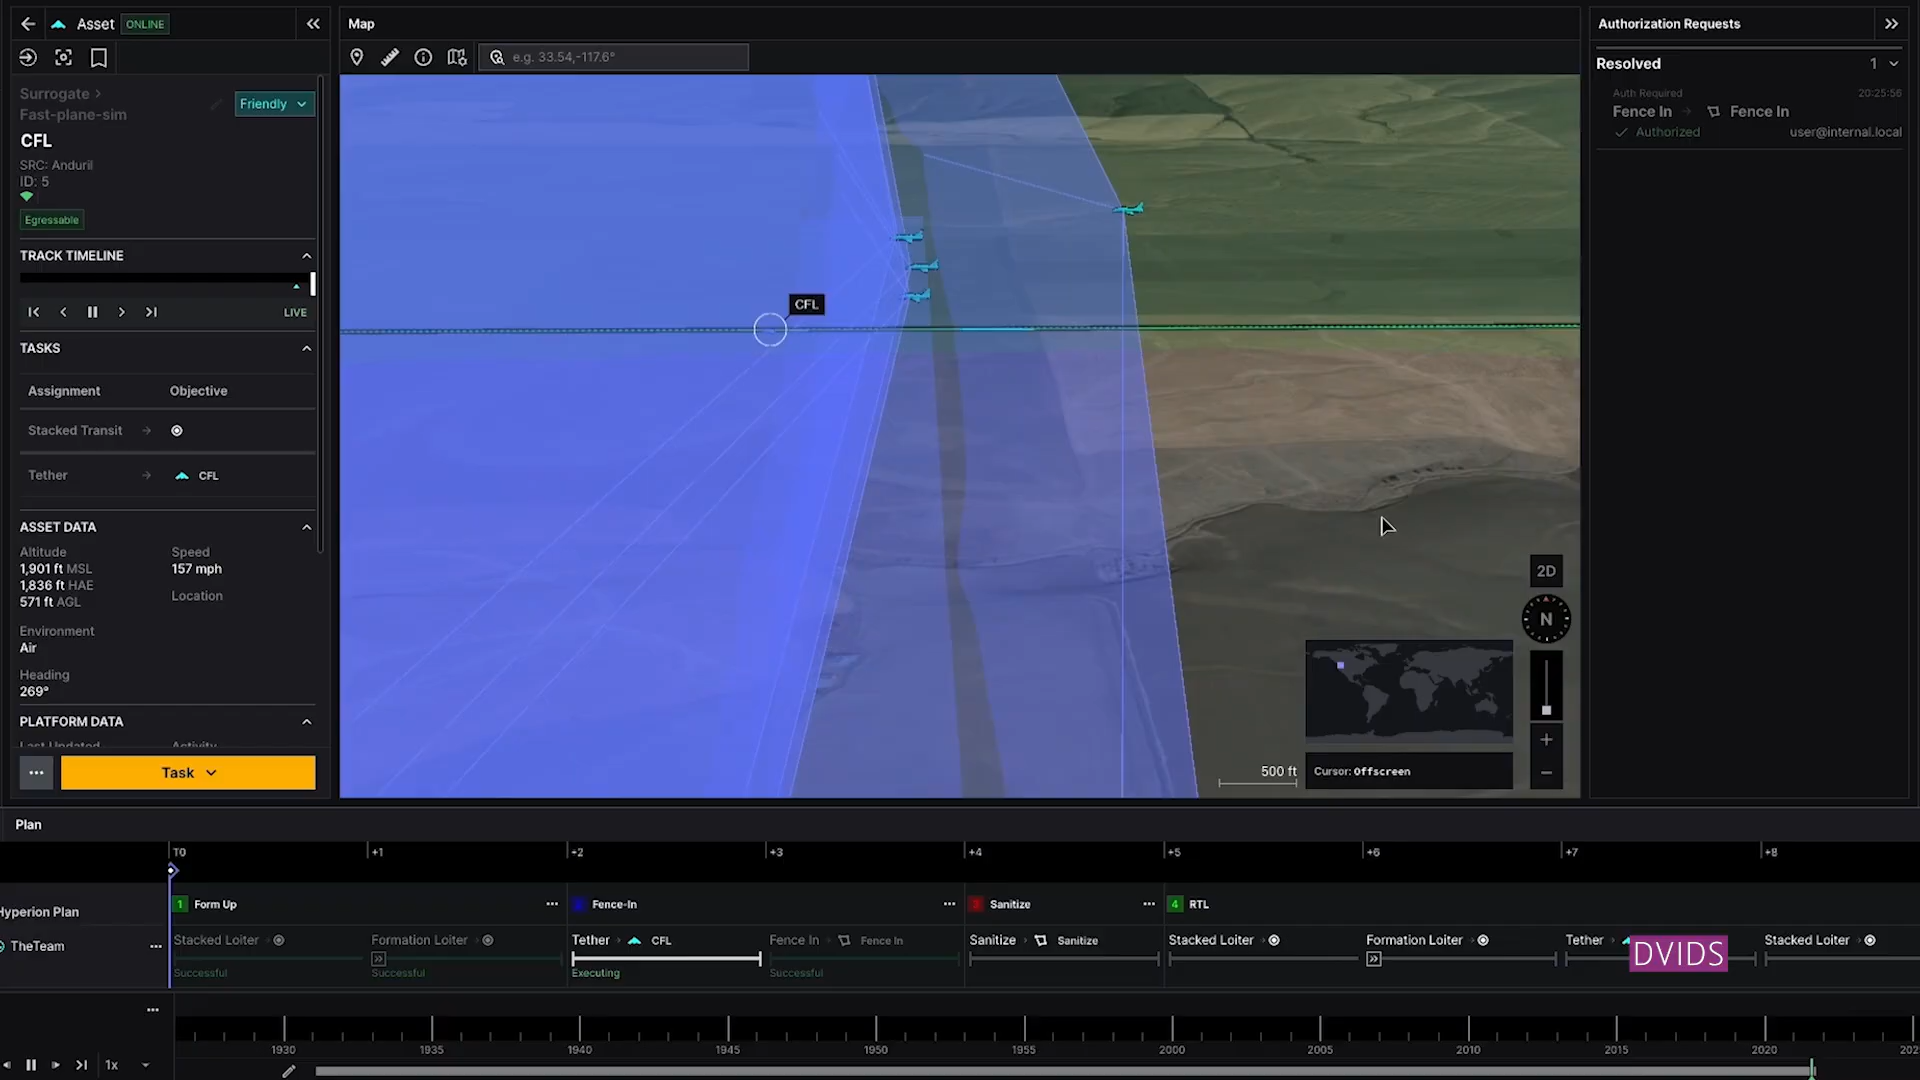 Asset ONLINE
Surrogate >
Fast-plane-sim
Friendly
CFL
SRC: Anduril
ID: 5
Egressable
TRACK TIMELINE
LIVE
TASKS
Assignment Objective
Stacked Transit
Tether CFL
ASSET DATA
Altitude Speed
1,901 ft MSL 157 mph
1,836 ft HAE
571 ft AGL
Location
Environment
Air
Heading
269°
PLATFORM DATA
Last Updated Activity
Task
Map
e.g. 33.54,-117.6°
CFL
2D
N
500 ft
Cursor: Offscreen
Authorization Requests
Resolved 1
Auth Required 20:25:56
Fence In Fence In
Authorized user@internal.local
Plan
T0 +1 +2 +3 +4 +5 +6 +7 +8
Hyperion Plan
1 Form Up Fence-In 3 Sanitize 4 RTL
TheTeam
Stacked Loiter Formation Loiter Tether CFL Fence In Fence In Sanitize Sanitize Stacked Loiter Formation Loiter Tether Stacked Loiter
Successful Successful Executing Successful
DVIDS
1930 1935 1940 1945 1950 1955 2000 2005 2010 2015 2020 202
1x